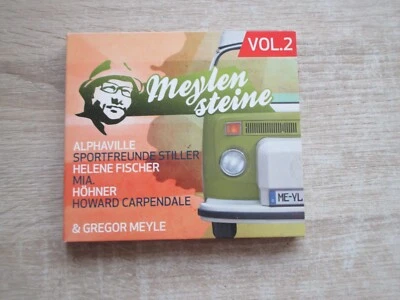 VOL.2
Meylen
steine
ALPHAVILLE
SPORTFREUNDE STILLER
HELENE FISCHER
MIA.
HÖHNER
HOWARD CARPENDALE
& GREGOR MEYLE
ME-YL